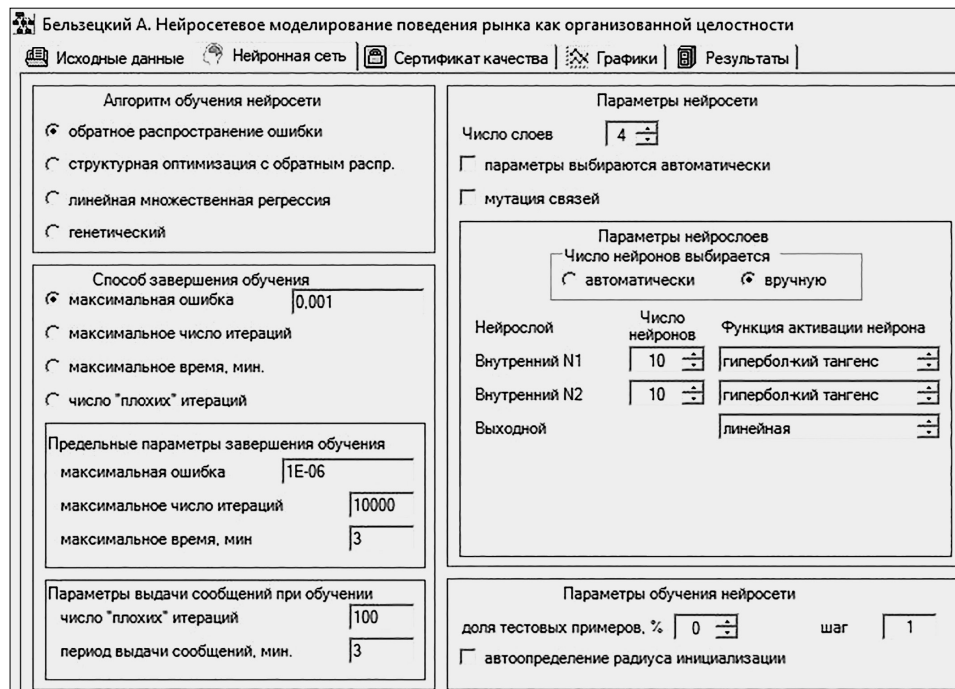 Бельзецкий А. Нейросетевое моделирование поведения рынка как организованной целостности
Исходные данные
Нейронная сеть
Сертификат качества
Графики
Результаты
Алгоритм обучения нейросети
обратное распространение ошибки
структурная оптимизация с обратным распр.
линейная множественная регрессия
генетический
Способ завершения обучения
максимальная ошибка 0,001
максимальное число итераций
максимальное время, мин.
число "плохих" итераций
Предельные параметры завершения обучения
максимальная ошибка 1E-06
максимальное число итераций 10000
максимальное время, мин 3
Параметры выдачи сообщений при обучении
число "плохих" итераций 100
период выдачи сообщений, мин. 3
Параметры нейросети
Число слоев 4
параметры выбираются автоматически
мутация связей
Параметры нейрослоев
Число нейронов выбирается
автоматически вручную
Число
Нейрослой нейронов Функция активации нейрона
Внутренний N1 10 гипербол-кий тангенс
Внутренний N2 10 гипербол-кий тангенс
Выходной линейная
Параметры обучения нейросети
доля тестовых примеров, % 0 шаг 1
автоопределение радиуса инициализации